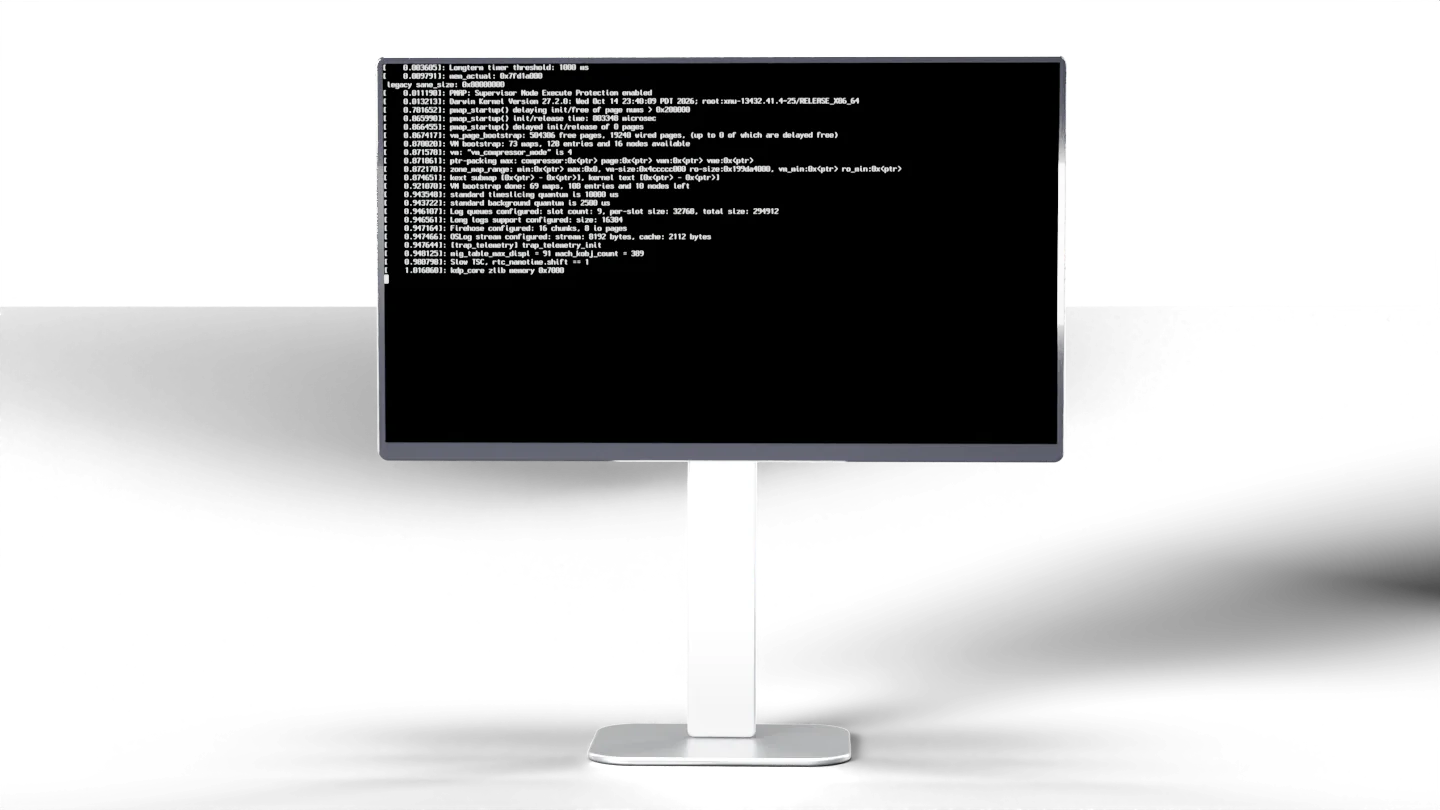 [    0.003605]: Longterm timer threshold: 1000 ms
[    0.009791]: mem_actual: 0x7fd1a000
legacy sane_size: 0x80000000
[    0.011198]: PMAP: Supervisor Mode Execute Protection enabled
[    0.013213]: Darwin Kernel Version 27.2.0: Wed Oct 14 23:40:09 PDT 2026; root:xnu-13432.41.4~25/RELEASE_X86_64
[    0.781652]: pmap_startup() delaying init/free of page nums > 0x200000
[    0.865990]: pmap_startup() init/release time: 083340 microsec
[    0.866455]: pmap_startup() delayed init/release of 0 pages
[    0.867417]: vm_page_bootstrap: 504386 free pages, 19240 wired pages, (up to 0 of which are delayed free)
[    0.870020]: VM bootstrap: 73 maps, 120 entries and 16 nodes available
[    0.871570]: vm: "vm_compressor_mode" is 4
[    0.871861]: ptr-packing max: compressor:0x<ptr> page:0x<ptr> vam:0x<ptr> vme:0x<ptr>
[    0.872170]: zone_map_range: min:0x<ptr> max:0x0, vm-size:0x4ccccc000 ro-size:0x199da4000, vm_min:0x<ptr> ro_min:0x<ptr>
[    0.874651]: kext submap [0x<ptr> - 0x<ptr>], kernel text [0x<ptr> - 0x<ptr>]
[    0.921070]: VM bootstrap done: 69 maps, 100 entries and 10 nodes left
[    0.943540]: standard timeslicing quantum is 10000 us
[    0.943722]: standard background quantum is 2500 us
[    0.946107]: Log queues configured: slot count: 9, per-slot size: 32768, total size: 294912
[    0.946561]: Long logs support configured: size: 16384
[    0.947164]: Firehose configured: 16 chunks, 8 io pages
[    0.947466]: OSLog stream configured: stream: 8192 bytes, cache: 2112 bytes
[    0.947644]: [trap_telemetry] trap_telemetry_init
[    0.948125]: mig_table_max_displ = 91 mach_kobj_count = 389
[    0.980790]: Slow TSC, rtc_nanotime.shift == 1
[    1.016060]: kdp_core zlib memory 0x7000